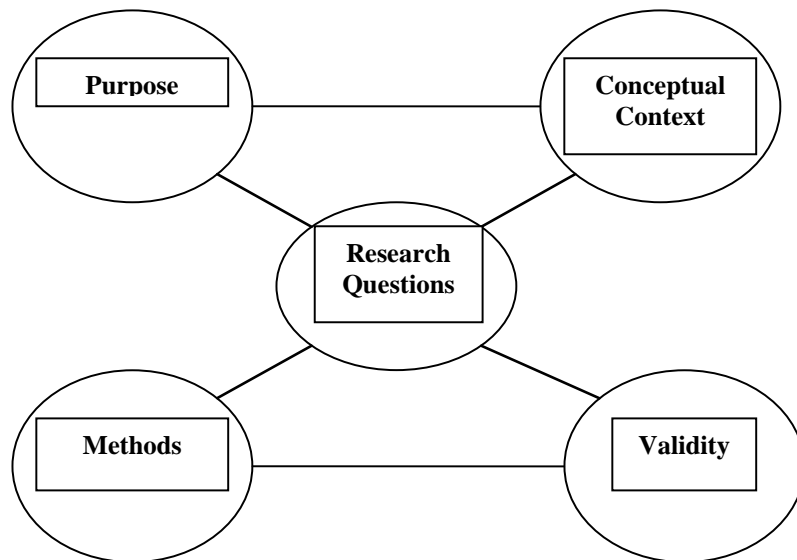 Purpose
Conceptual
Context
Research
Questions
Methods
Validity